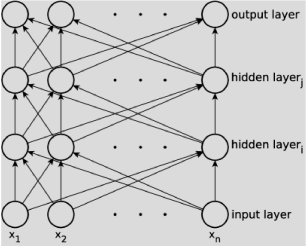 output layer
hidden layerj
hidden layeri
input layer
x1 x2 xn